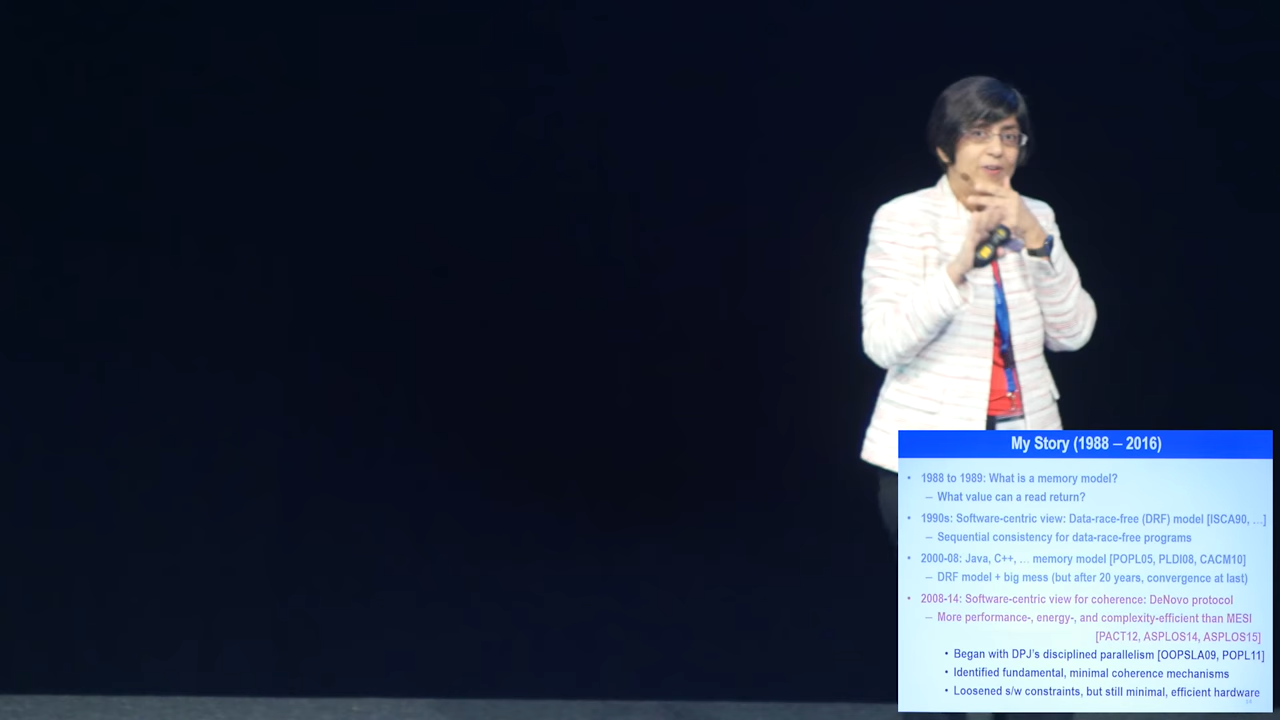 My Story (1988 – 2016)
• 1988 to 1989: What is a memory model?
– What value can a read return?
• 1990s: Software-centric view: Data-race-free (DRF) model [ISCA90, …]
– Sequential consistency for data-race-free programs
• 2000-08: Java, C++, … memory model [POPL05, PLDI08, CACM10]
– DRF model + big mess (but after 20 years, convergence at last)
• 2008-14: Software-centric view for coherence: DeNovo protocol
– More performance-, energy-, and complexity-efficient than MESI
[PACT12, ASPLOS14, ASPLOS15]
• Began with DPJ's disciplined parallelism [OOPSLA09, POPL11]
• Identified fundamental, minimal coherence mechanisms
• Loosened s/w constraints, but still minimal, efficient hardware